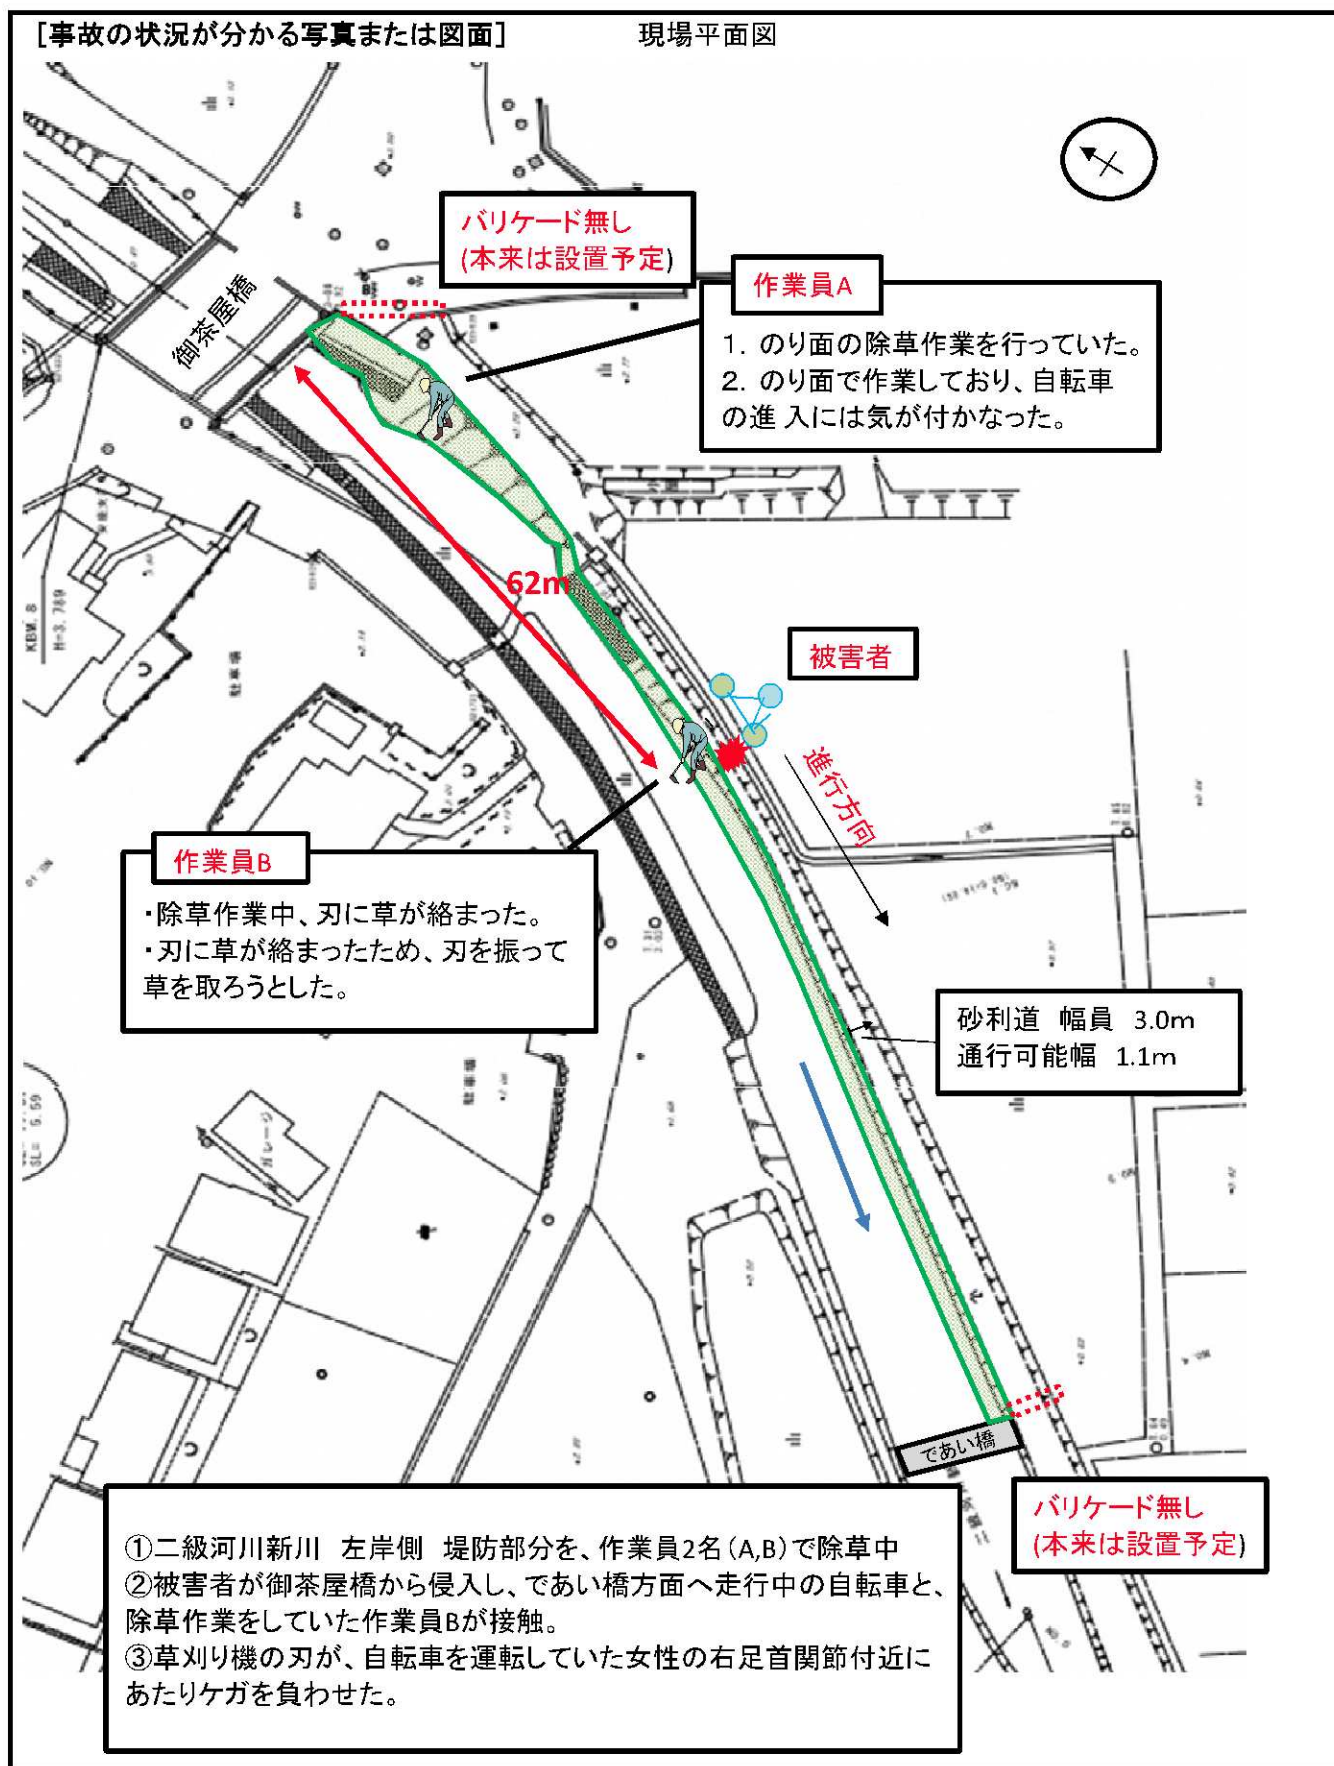 [事故の状況が分かる写真または図面]
現場平面図
バリケード無し
(本来は設置予定)
作業員A
1. のり面の除草作業を行っていた。
2. のり面で作業しており、自転車
の進 入には気が付かなった。
御茶屋橋
62m
被害者
進行方向
KBM. 8
H=3. 789
駐車場
作業員B
・除草作業中、刃に草が絡まった。
・刃に草が絡まったため、刃を振って
草を取ろうとした。
砂利道 幅員 3.0m
通行可能幅 1.1m
駐車場
ガレージ
であい橋
バリケード無し
(本来は設置予定)
①二級河川新川 左岸側 堤防部分を、作業員2名(A,B)で除草中
②被害者が御茶屋橋から侵入し、であい橋方面へ走行中の自転車と、
除草作業をしていた作業員Bが接触。
③草刈り機の刃が、自転車を運転していた女性の右足首関節付近に
あたりケガを負わせた。